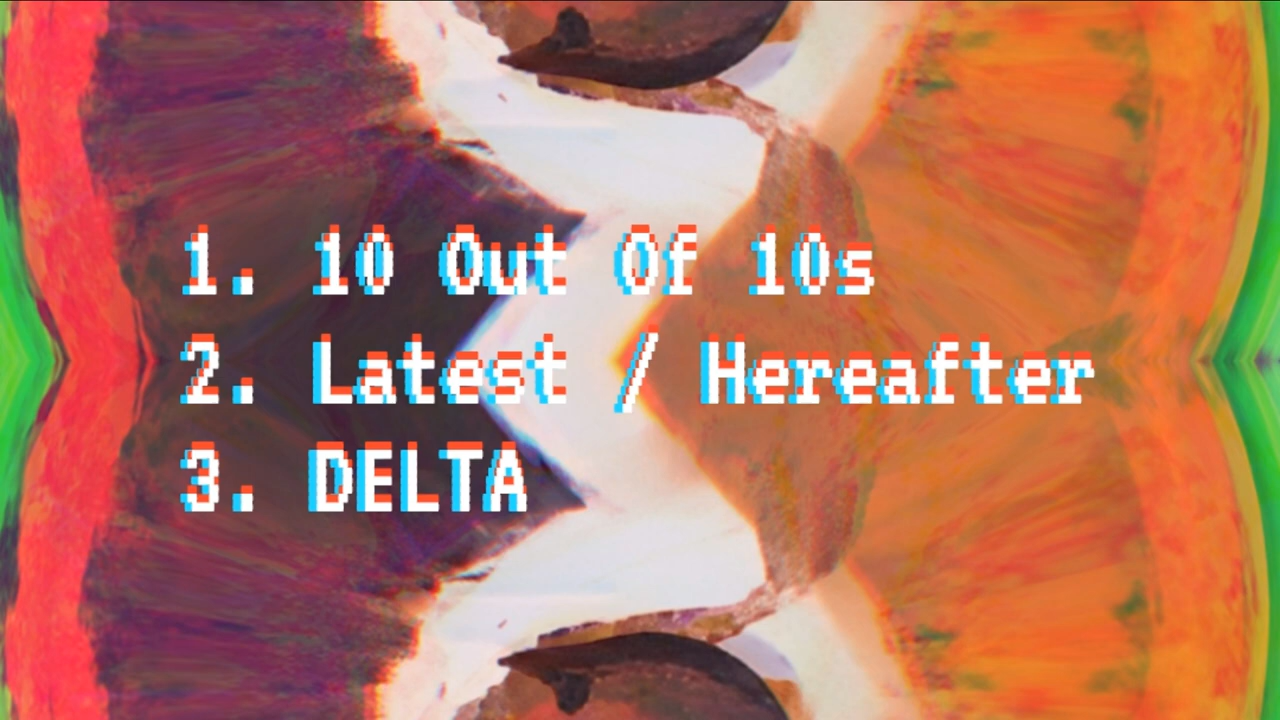 1. 10 Out Of 10s
2. Latest / Hereafter
3. DELTA